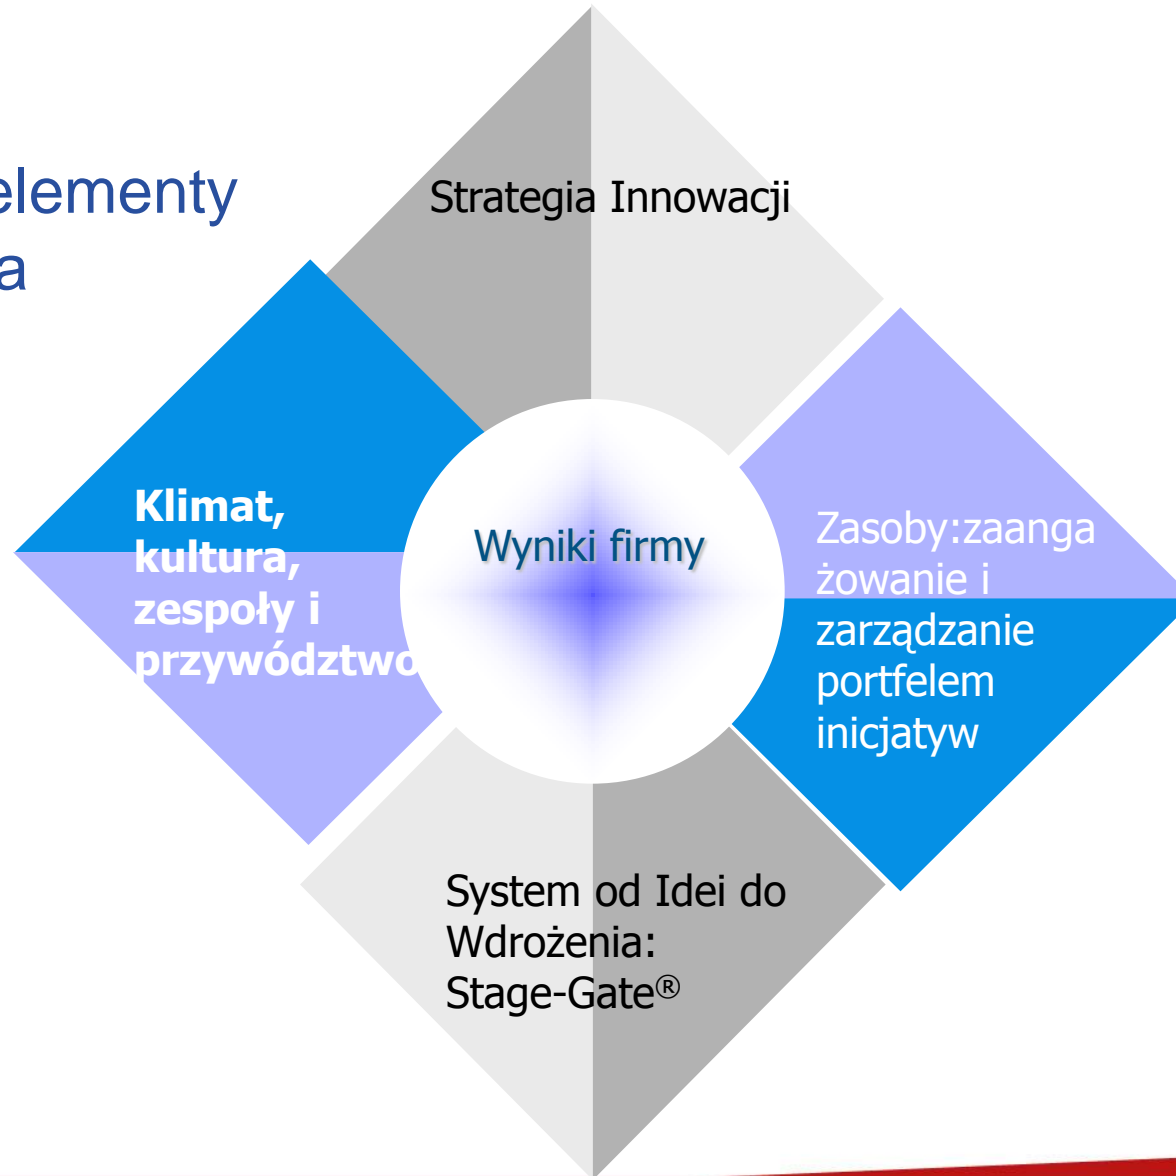 elementy
a
Strategia Innowacji
Klimat,
kultura,
zespoły i
przywództwo
Wyniki firmy
Zasoby:zaanga
żowanie i
zarządzanie
portfelem
inicjatyw
System od Idei do
Wdrożenia:
Stage-Gate®